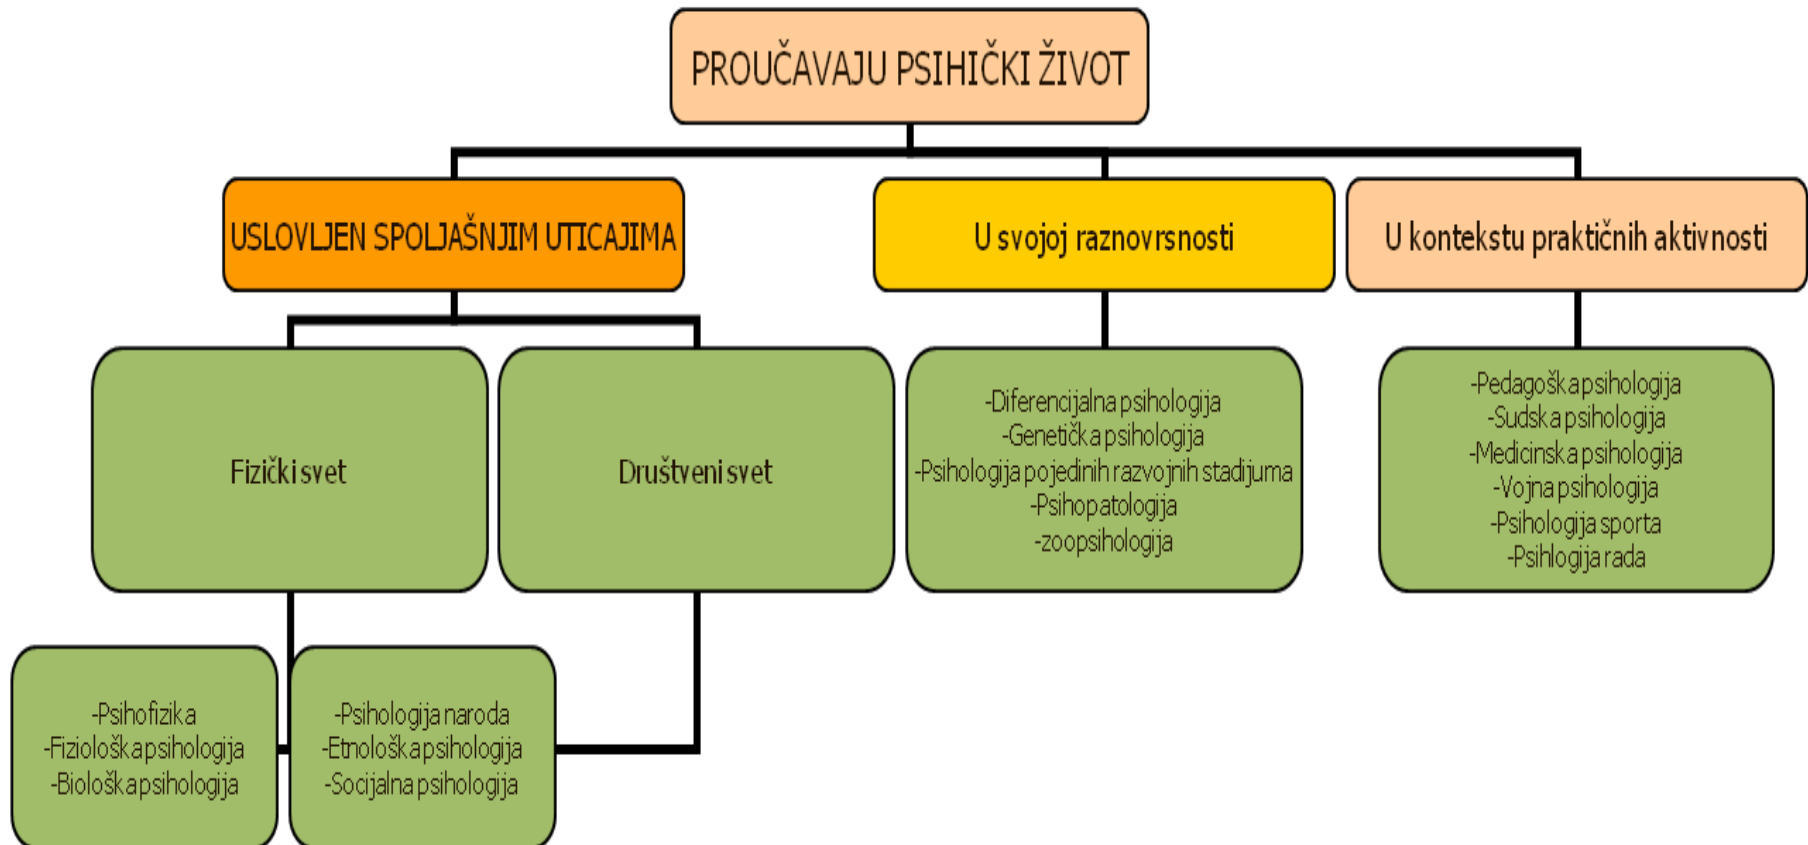 PROUČAVAJU PSIHIČKI ŽIVOT
USLOVLJEN SPOLJAŠNJIM UTICAJIMA
U svojoj raznovrsnosti
U kontekstu praktičnih aktivnosti
Fizički svet
Društveni svet
-Diferencijalna psihologija
-Genetička psihologija
-Psihologija pojedinih razvojnih stadijuma
-Psihopatologija
-zoopsihologija
-Pedagoška psihologija
-Sudska psihologija
-Medicinska psihologija
-Vojna psihologija
-Psihologija sporta
-Psihlogija rada
-Psihofizika
-Fiziološka psihologija
-Biološka psihologija
-Psihologija naroda
-Etnološka psihologija
-Socijalna psihologija